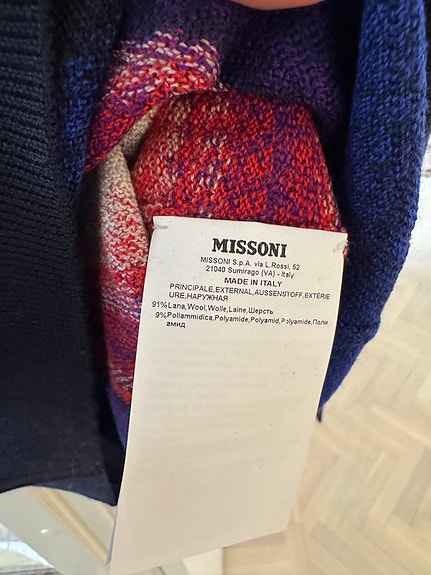 MISSONI
MISSONI S.p.A. via L.Rossi, 52
21040 Sumirago (VA) - Italy
MADE IN ITALY
PRINCIPALE,EXTERNAL,AUSSENSTOFF,EXTÉRIE
URE,НАРУЖНАЯ
91%Lana,Wool,Wolle,Laine,Шерсть
9%Poliammidica,Polyamide,Polyamid,Polyamide,Поли
амид